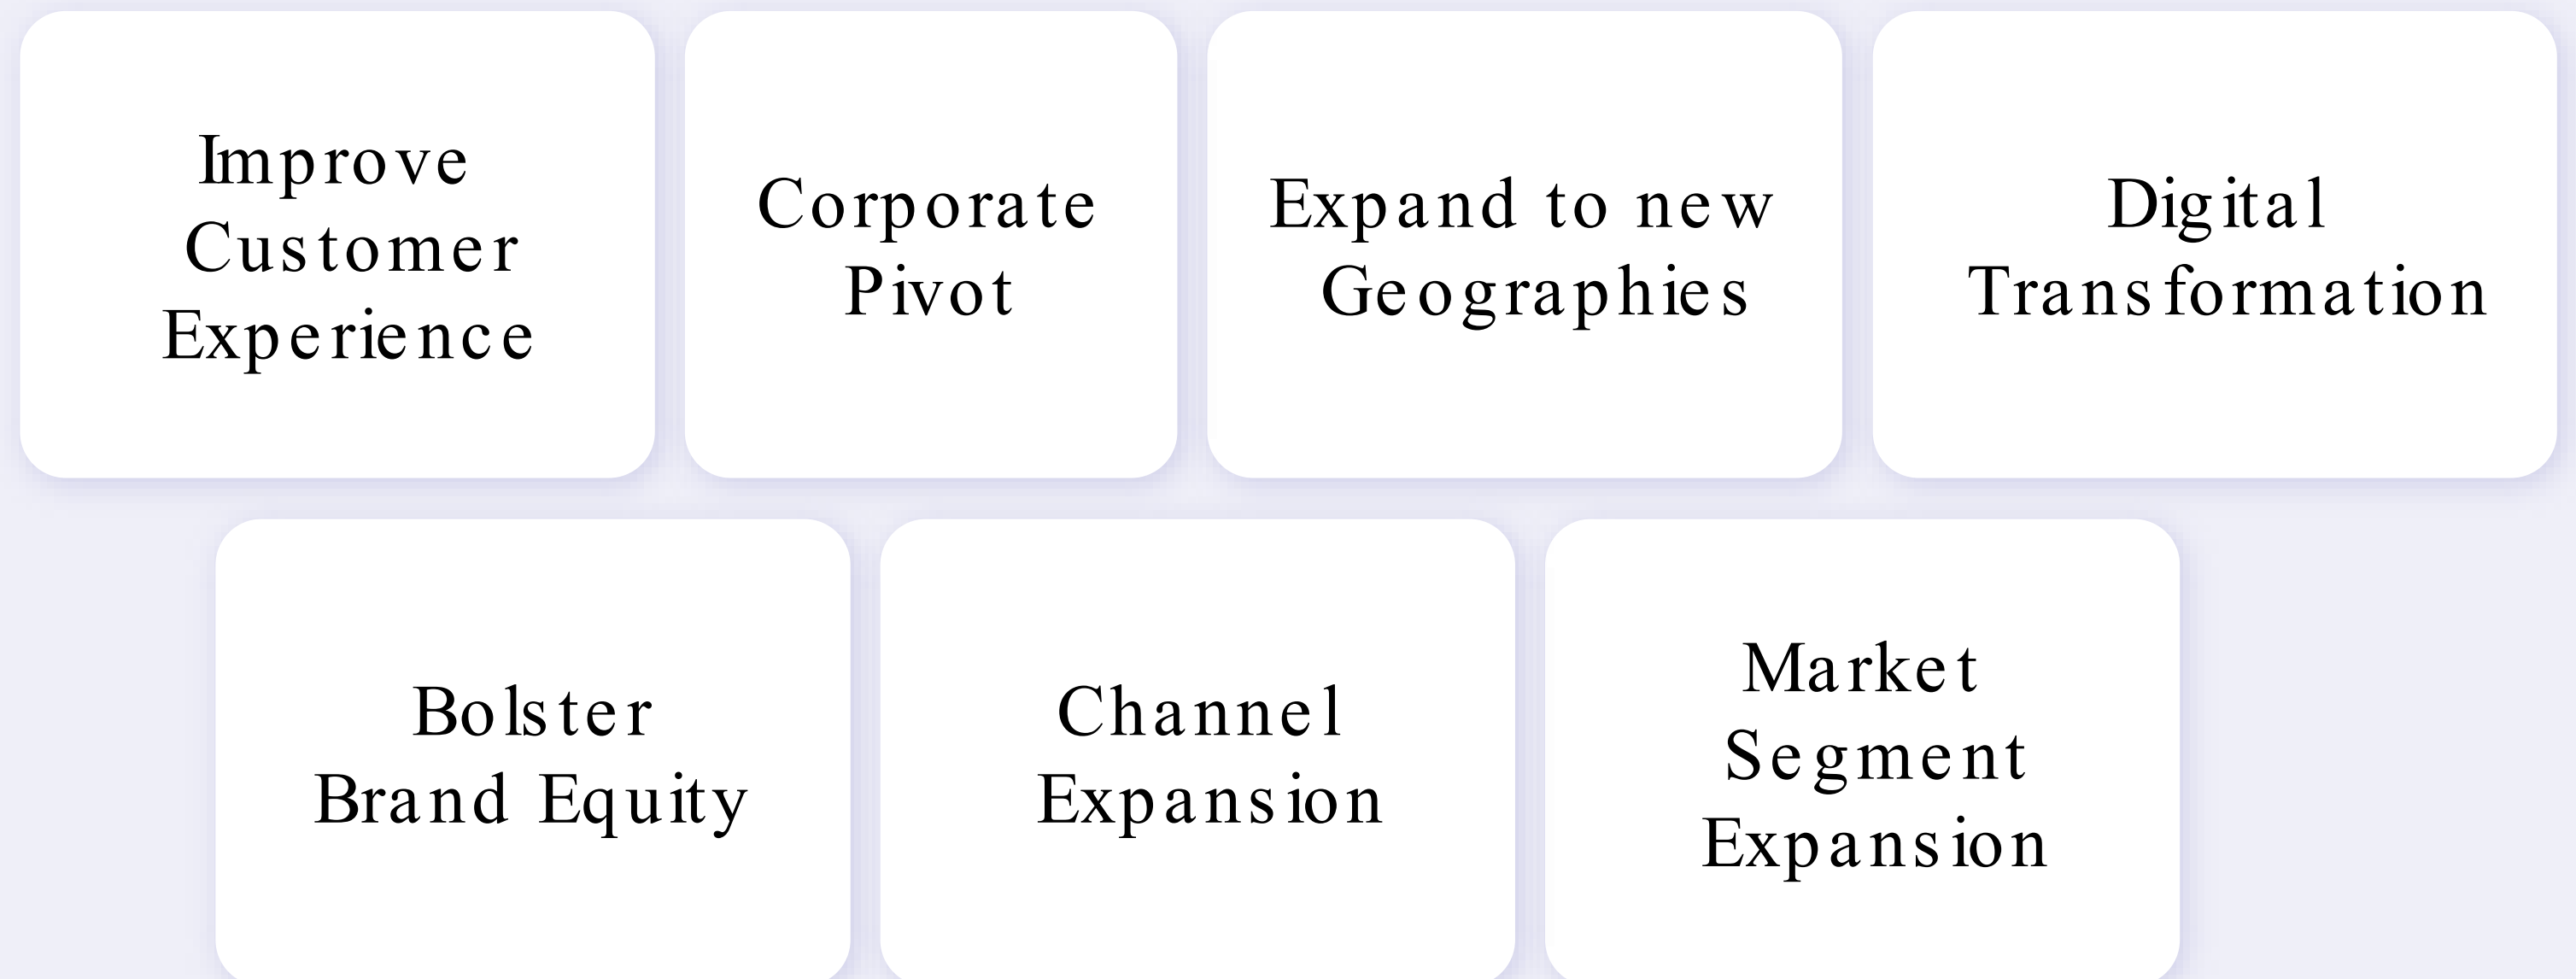 Improve
Customer
Experience
Corporate
Pivot
Expand to new
Geographies
Digital
Transformation
Bolster
Brand Equity
Channel
Expansion
Market
Segment
Expansion